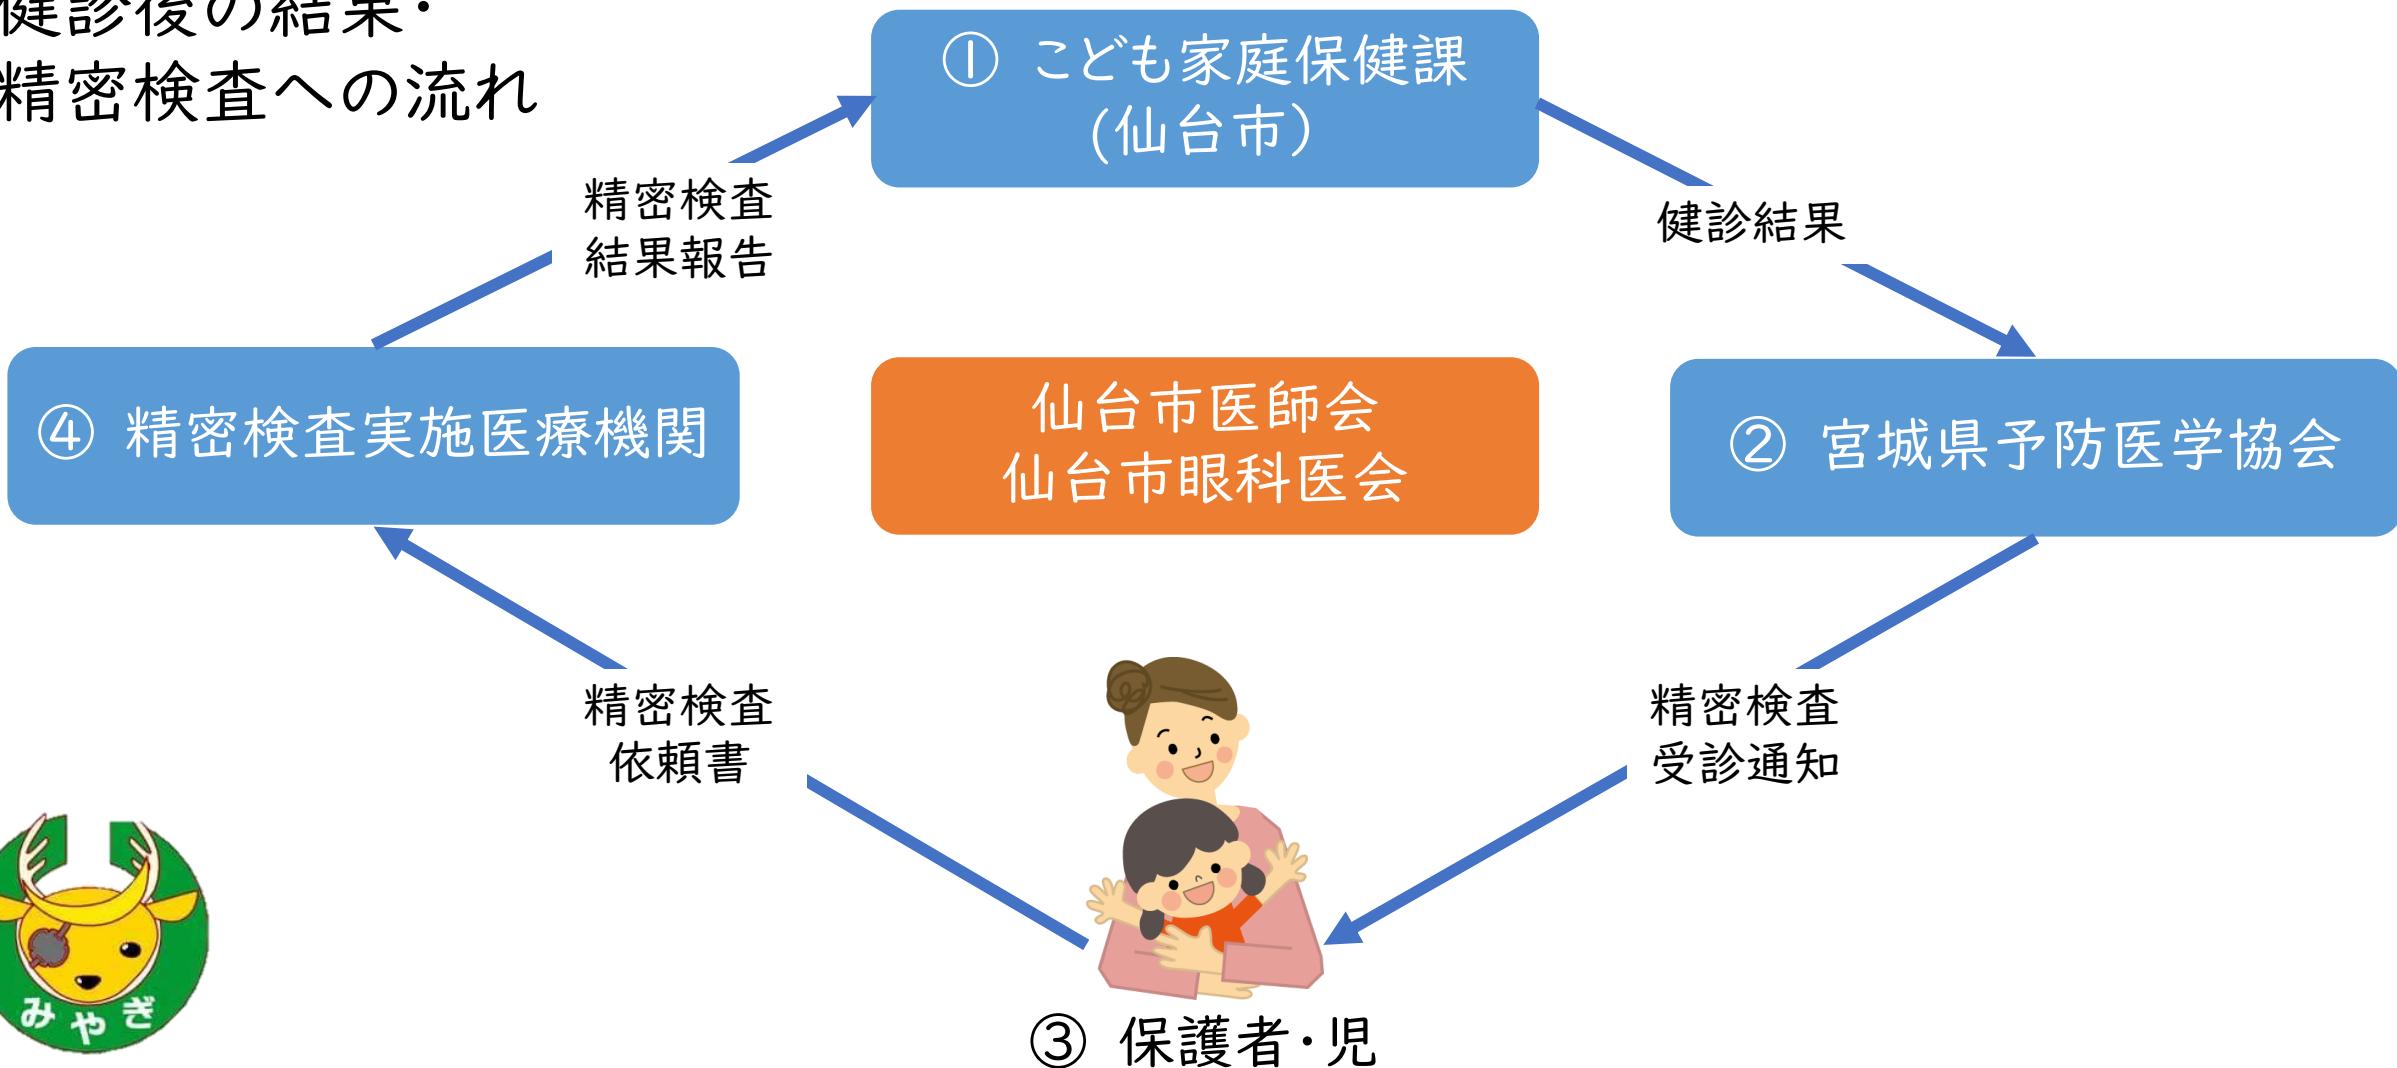 健診後の結果・
精密検査への流れ
① こども家庭保健課
(仙台市）
精密検査
結果報告
健診結果
④ 精密検査実施医療機関
仙台市医師会
仙台市眼科医会
② 宮城県予防医学協会
精密検査
依頼書
精密検査
受診通知
③ 保護者・児
みやぎ